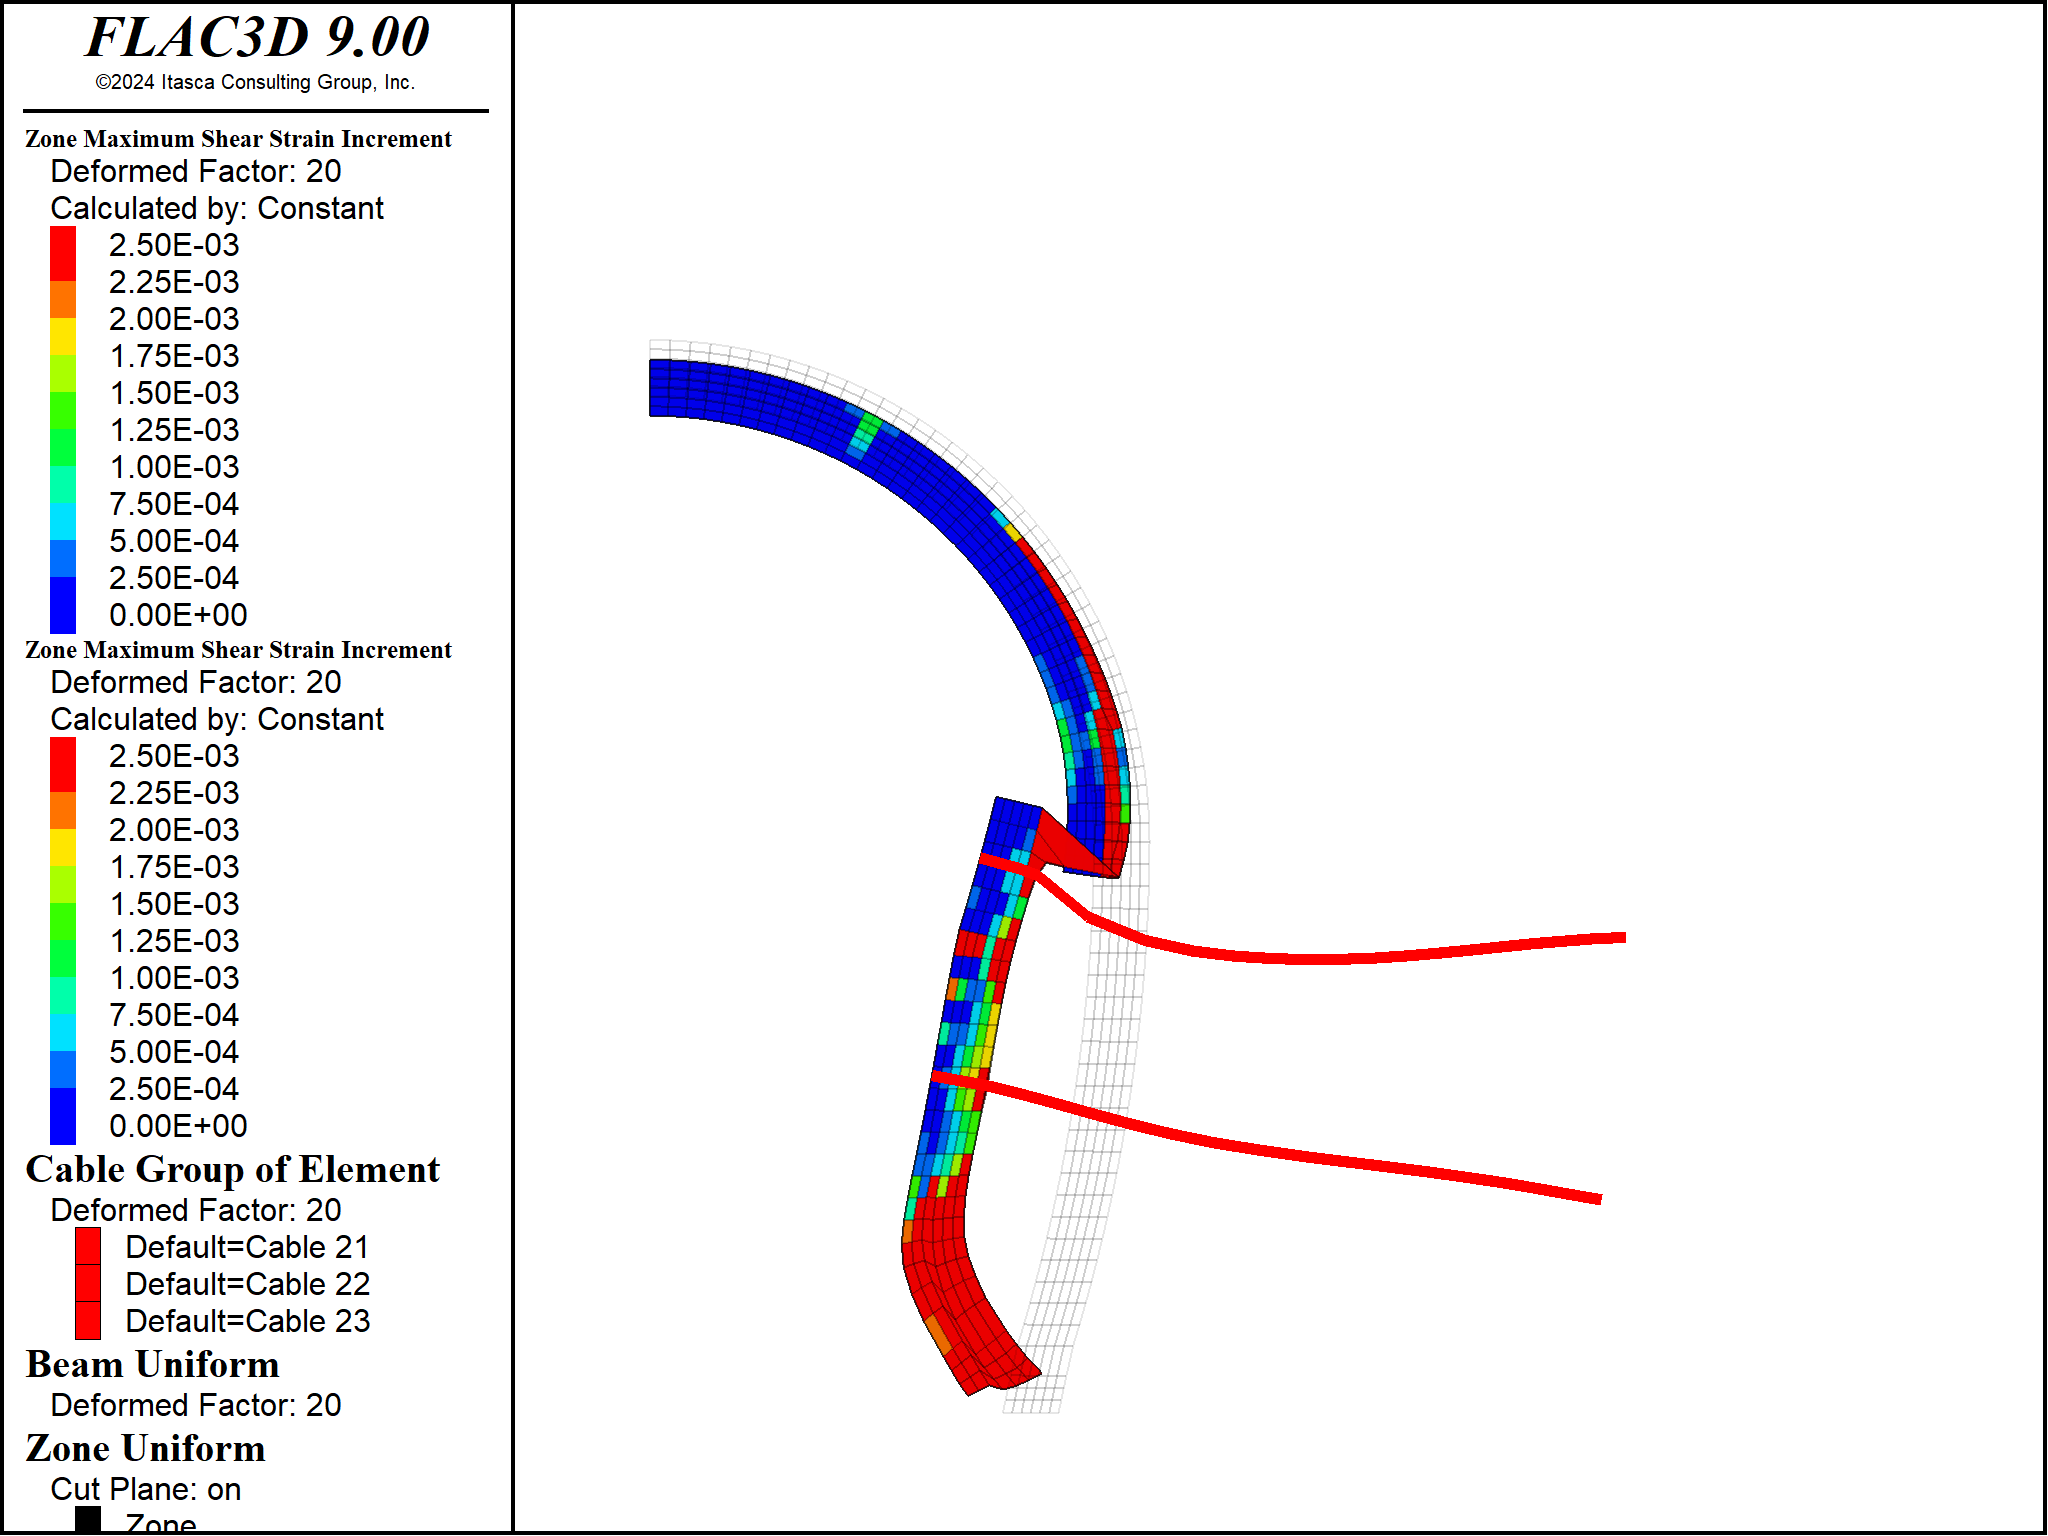 FLAC3D 9.00
©2024 Itasca Consulting Group, Inc.
Zone Maximum Shear Strain Increment
Deformed Factor: 20
Calculated by: Constant
2.50E-03
2.25E-03
2.00E-03
1.75E-03
1.50E-03
1.25E-03
1.00E-03
7.50E-04
5.00E-04
2.50E-04
0.00E+00
Zone Maximum Shear Strain Increment
Deformed Factor: 20
Calculated by: Constant
2.50E-03
2.25E-03
2.00E-03
1.75E-03
1.50E-03
1.25E-03
1.00E-03
7.50E-04
5.00E-04
2.50E-04
0.00E+00
Cable Group of Element
Deformed Factor: 20
Default=Cable 21
Default=Cable 22
Default=Cable 23
Beam Uniform
Deformed Factor: 20
Zone Uniform
Cut Plane: on
Zone